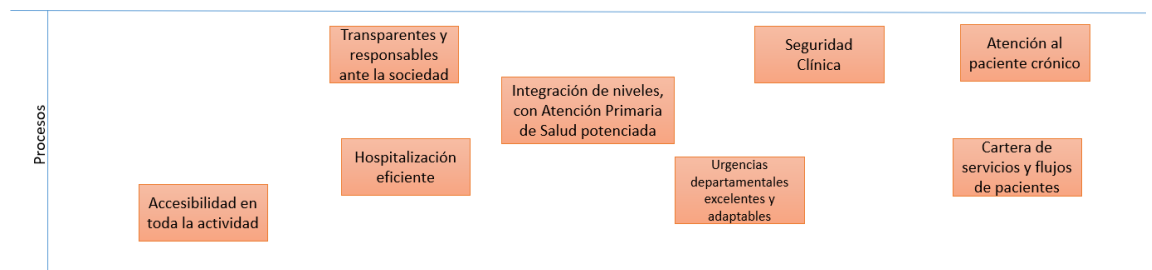 Procesos
Transparentes y
responsables
ante la sociedad
Seguridad
Clínica
Atención al
paciente crónico
Integración de niveles,
con Atención Primaria
de Salud potenciada
Hospitalización
eficiente
Urgencias
departamentales
excelentes y
adaptables
Cartera de
servicios y flujos
de pacientes
Accesibilidad en
toda la actividad